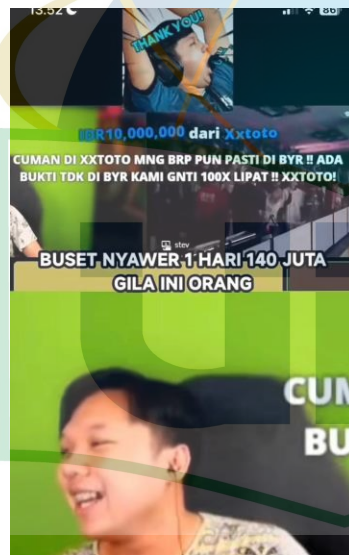 13.52
86
THANK YOU!
IDR10,000,000 dari Xxtoto
CUMAN DI XXTOTO MNG BRP PUN PASTI DI BYR !! ADA
BUKTI TDK DI BYR KAMI GNTI 100X LIPAT !! XXTOTO!
stev
BUSET NYAWER 1 HARI 140 JUTA
GILA INI ORANG
CUM
BU